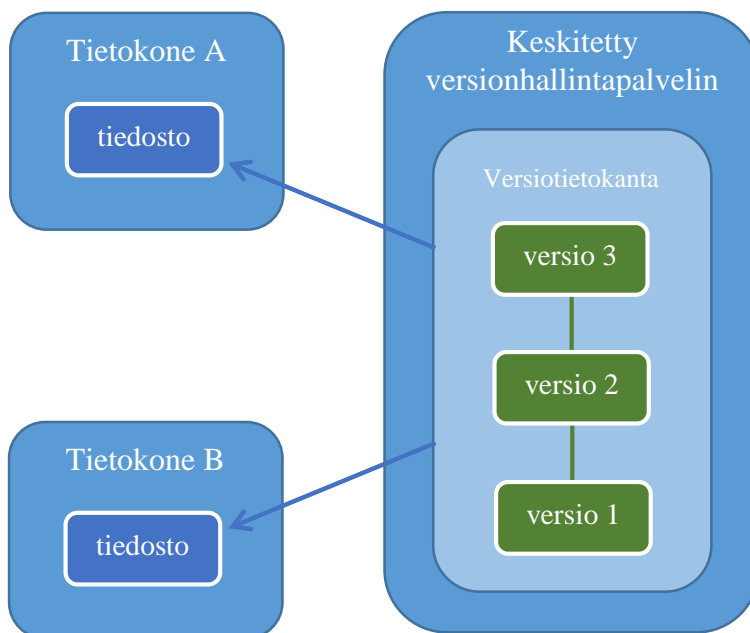 Tietokone A
tiedosto
Keskitetty
versionhallintapalvelin
Versiotietokanta
versio 3
versio 2
versio 1
Tietokone B
tiedosto